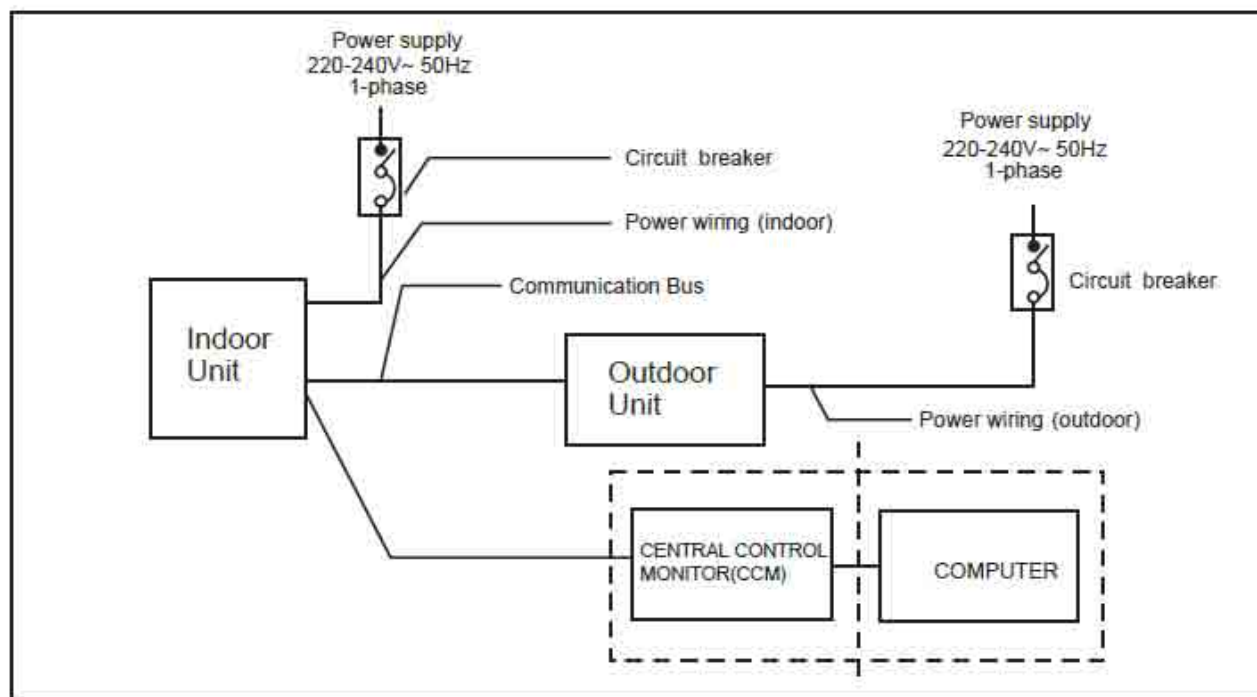 Power supply
220-240V~ 50Hz
1-phase
Power supply
220-240V~ 50Hz
1-phase
Circuit breaker
Power wiring (indoor)
Circuit breaker
Communication Bus
Indoor
Unit
Outdoor
Unit
Power wiring (outdoor)
CENTRAL CONTROL
MONITOR(CCM)
COMPUTER